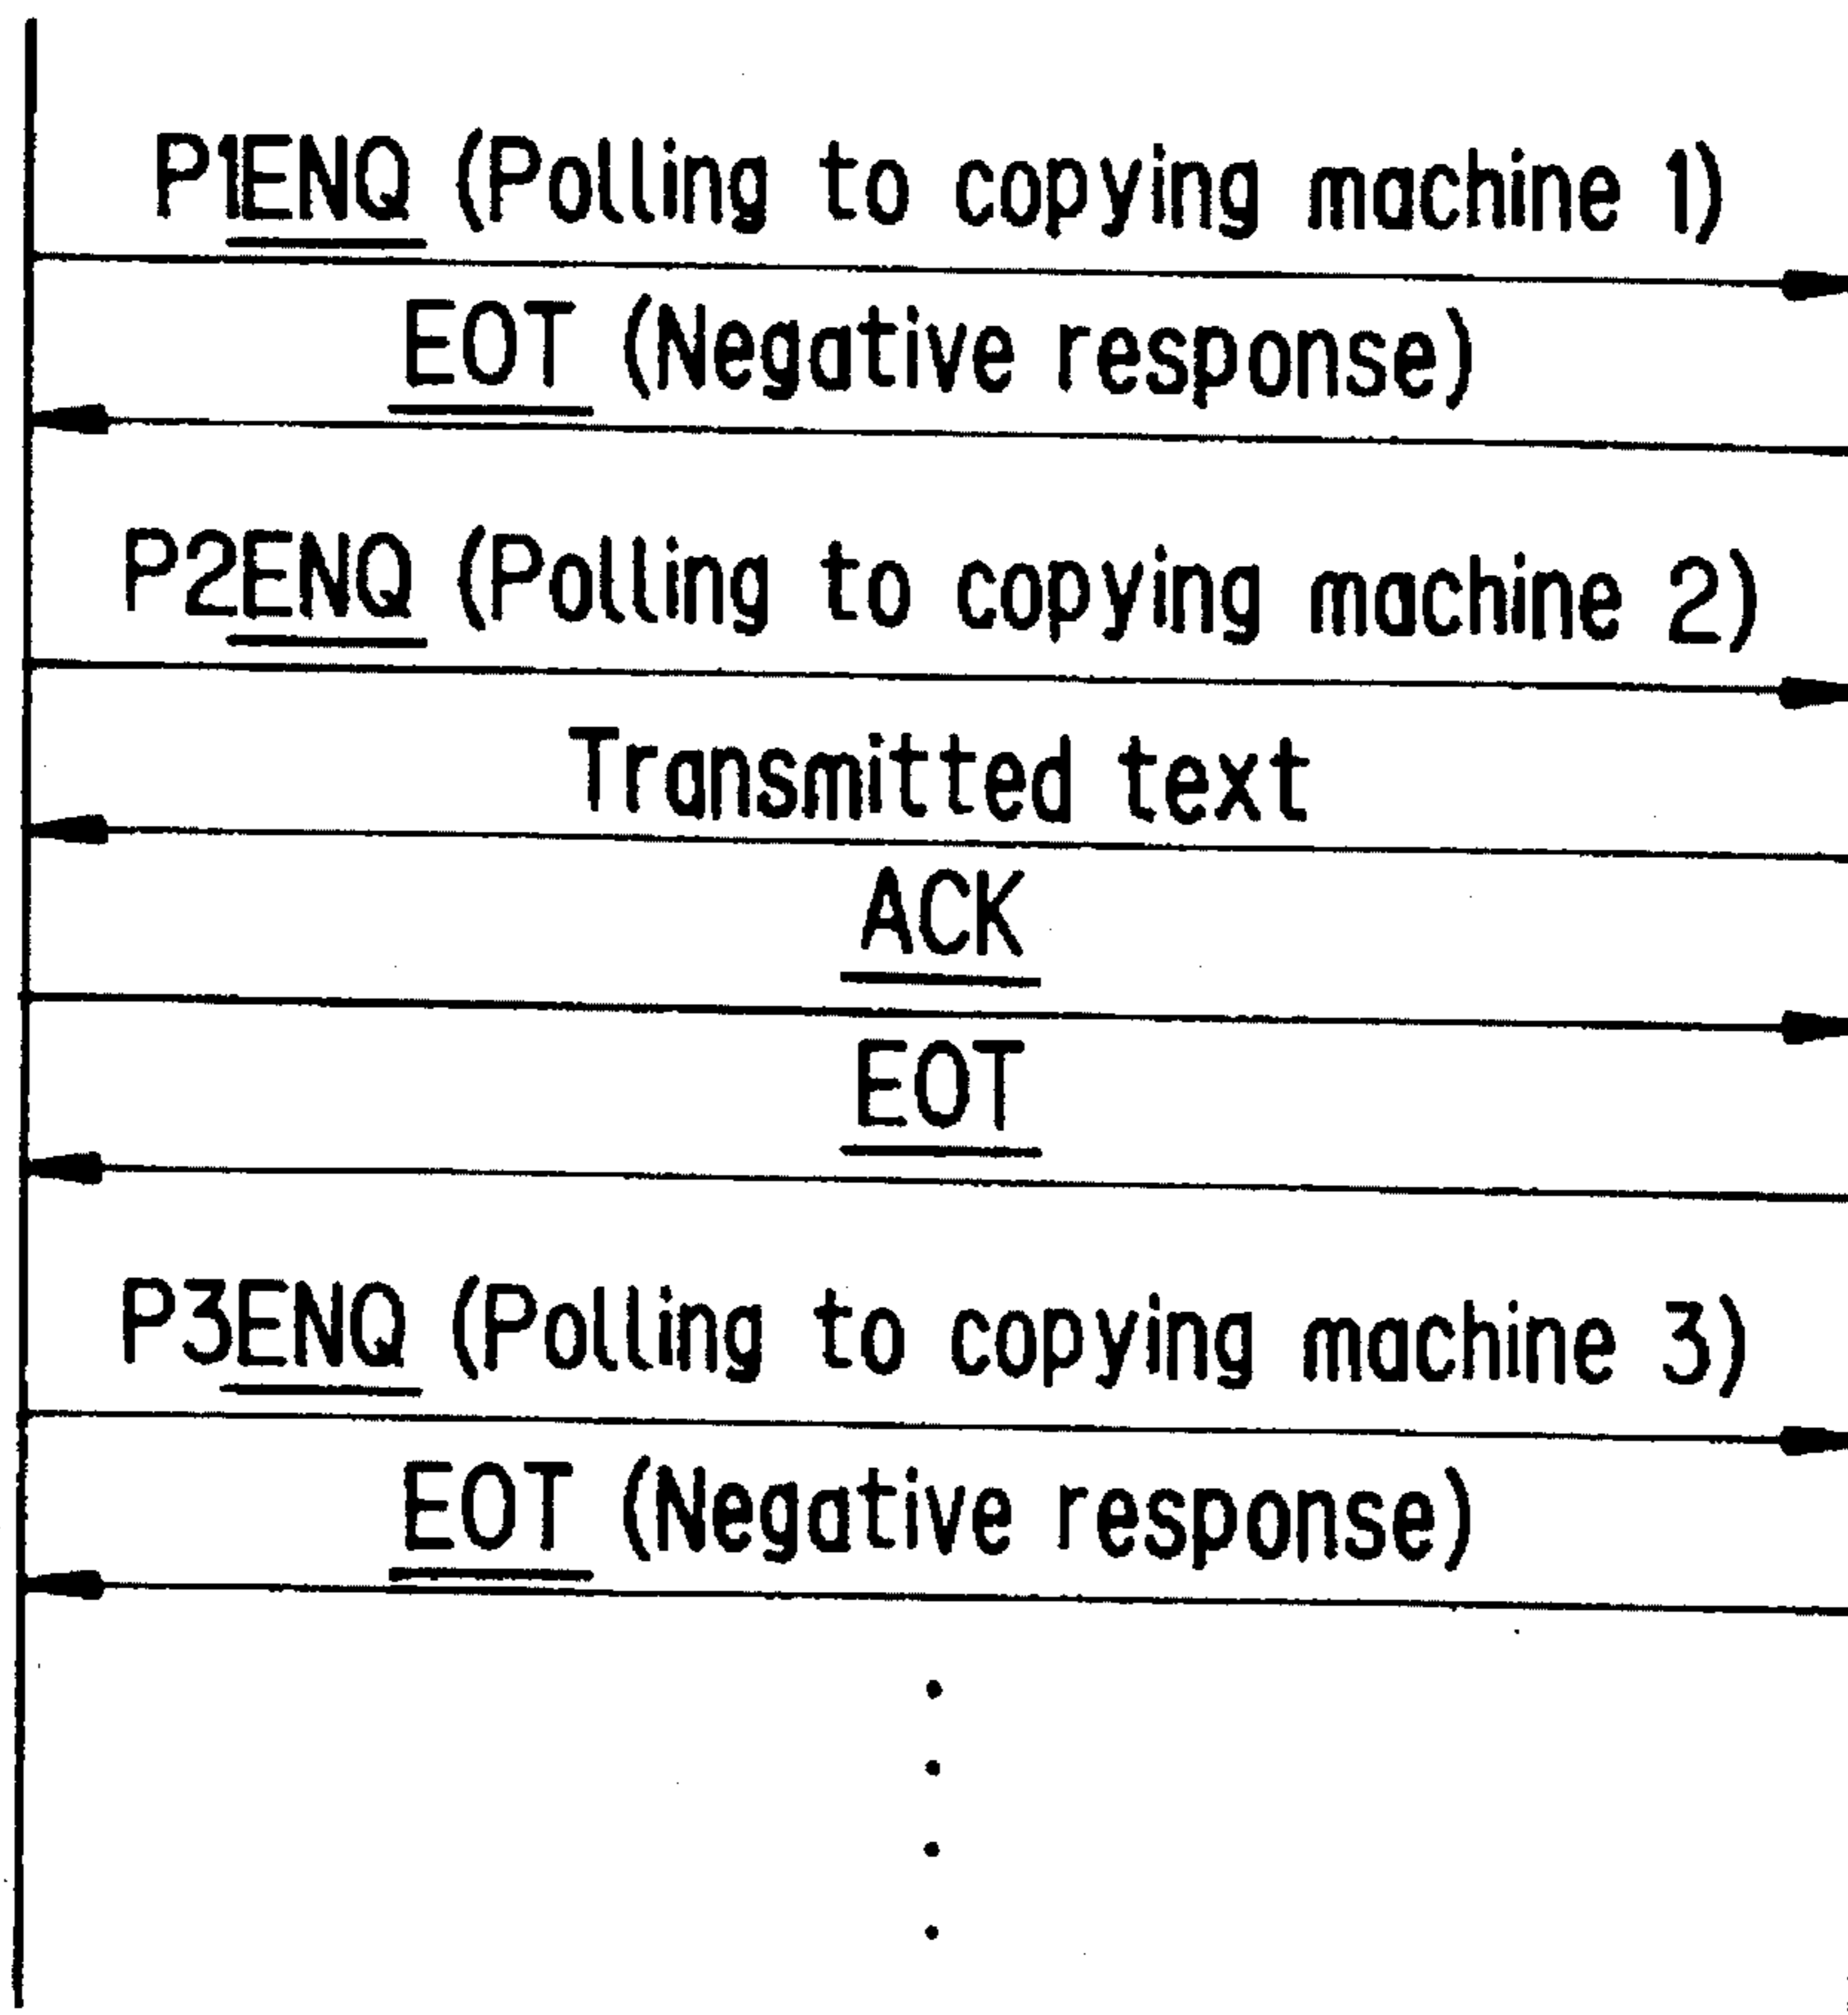 P1ENQ (Polling to copying machine 1)
EOT (Negative response)
P2ENQ (Polling to copying machine 2)
Transmitted text
ACK
EOT
P3ENQ (Polling to copying machine 3)
EOT (Negative response)